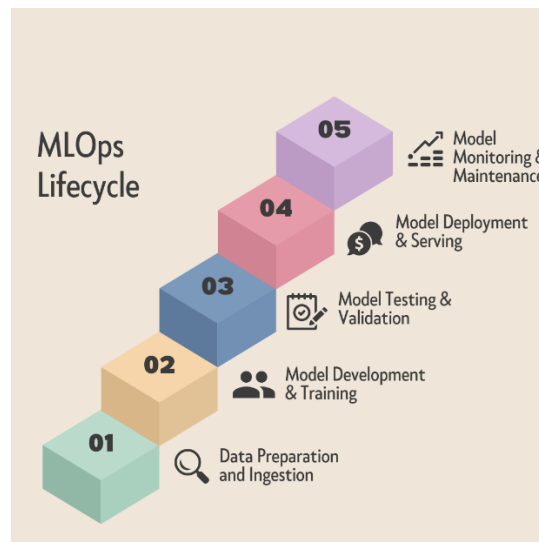 MLOps
Lifecycle
05
Model
Monitoring &
Maintenance
04
Model Deployment
& Serving
03
Model Testing &
Validation
02
Model Development
& Training
01
Data Preparation
and Ingestion
$